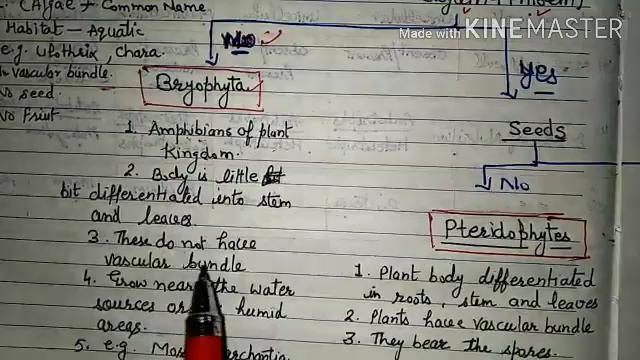 (Algae → Common Name
Habitat - Aquatic
e.g. Ulothrix, Chara.
vascular bundle.
No seed.
No Fruit
Made with KINEMASTER
No
yes
Bryophyta
1. Amphibians of plant
Kingdom.
2. Body is little
bit differentiated into stem
and leaves
3. These do not have
vascular bundle
4. Grow near the water
sources or humid
areas.
5. e.g. Moss,
Seeds
No
Pteridophytes
1. Plant body differentiated
in roots, stem and leaves
2. Plants have vascular bundle
3. They bear the spores.